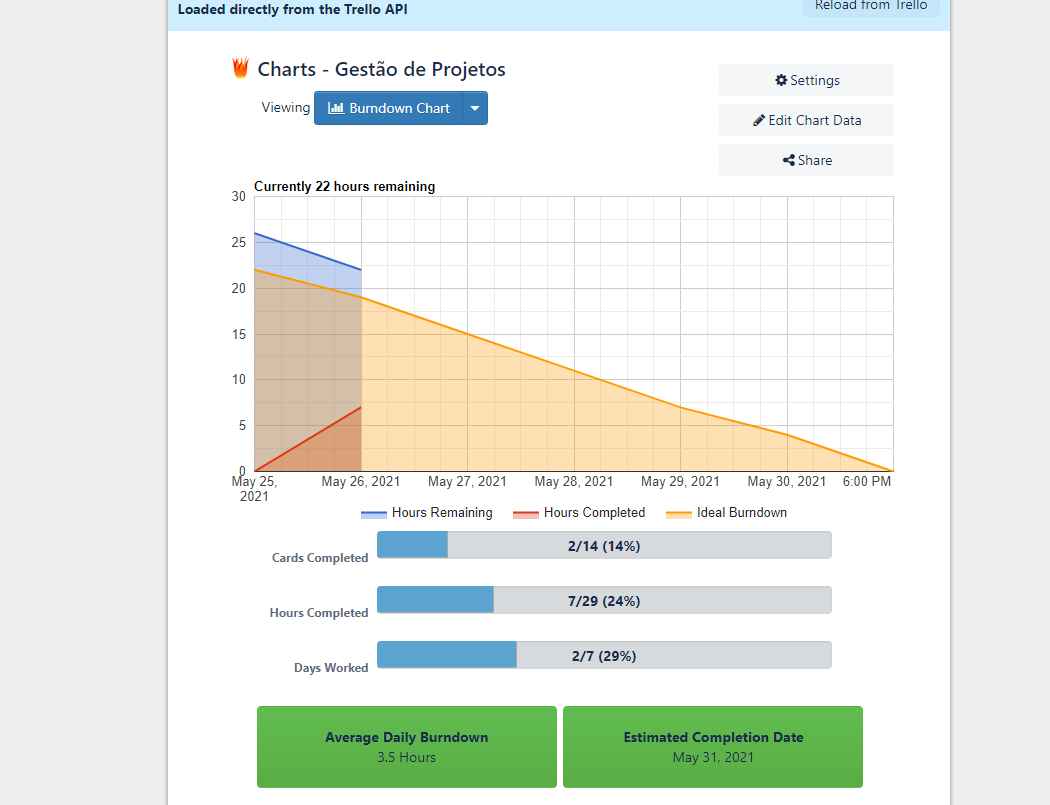 Loaded directly from the Trello API
Reload from Trello
Charts - Gestão de Projetos
Viewing
Burndown Chart
Settings
Edit Chart Data
Share
Currently 22 hours remaining
30
25
20
15
10
5
0
May 25,
2021
May 26, 2021
May 27, 2021
May 28, 2021
May 29, 2021
May 30, 2021
6:00 PM
Hours Remaining
Hours Completed
Ideal Burndown
Cards Completed
2/14 (14%)
Hours Completed
7/29 (24%)
Days Worked
2/7 (29%)
Average Daily Burndown
3.5 Hours
Estimated Completion Date
May 31, 2021